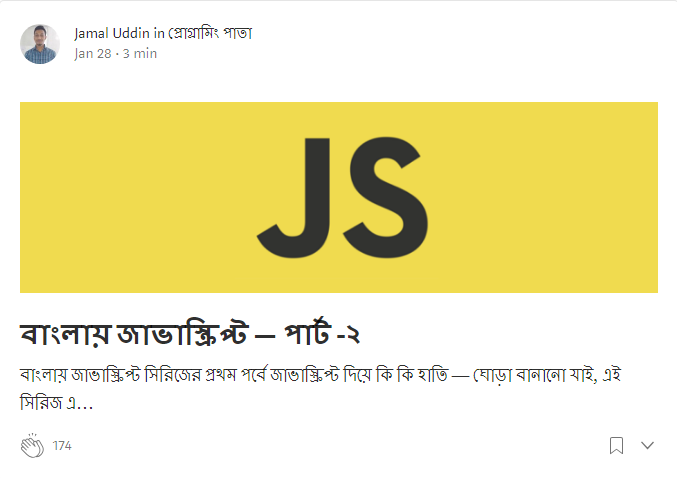 Jamal Uddin in প্রোগ্রামিং পাতা
Jan 28 · 3 min
JS
বাংলায় জাভাস্ক্রিপ্ট — পার্ট -২
বাংলায় জাভাস্ক্রিপ্ট সিরিজের প্রথম পর্বে জাভাস্ক্রিপ্ট দিয়ে কি কি হাতি — ঘোড়া বানানো যাই, এই
সিরিজ এ…
174